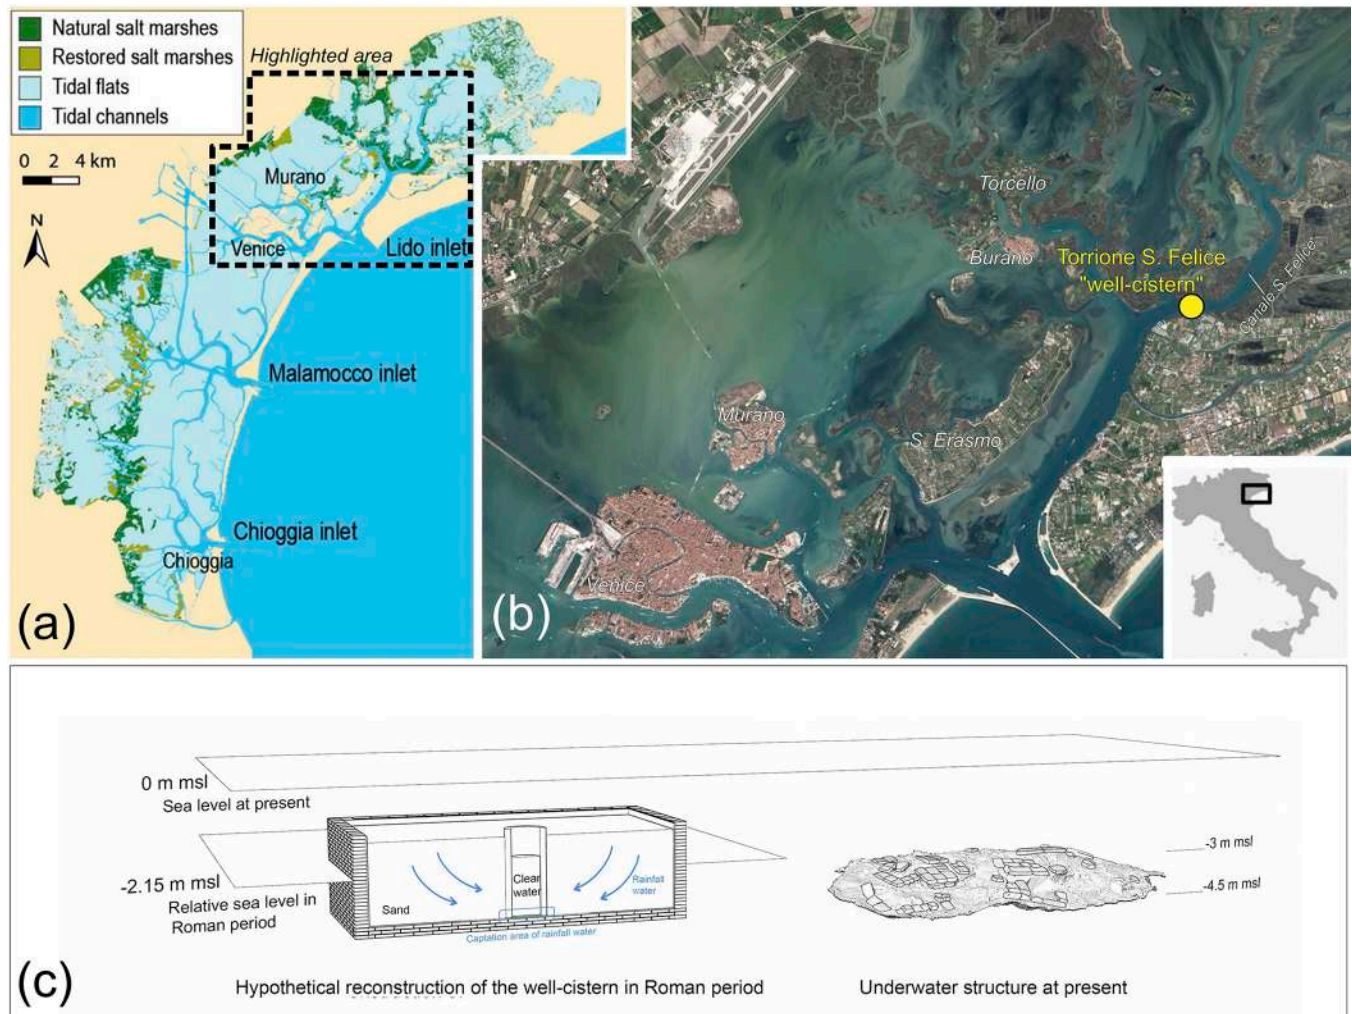 Natural salt marshes
Restored salt marshes
Tidal flats
Tidal channels
Highlighted area
0 2 4 km
N
Murano
Venice
Lido inlet
Malamocco inlet
Chioggia inlet
Chioggia
(a)
Torcello
Burano
Torrione S. Felice
"well-cistern"
Canale S. Felice
Murano
S. Erasmo
Venice
(b)
0 m msl
Sea level at present
-2.15 m msl
Relative sea level in
Roman period
Clear
water
Rainfall
water
Sand
Captation area of rainfall water
-3 m msl
-4.5 m msl
(c)
Hypothetical reconstruction of the well-cistern in Roman period
Underwater structure at present